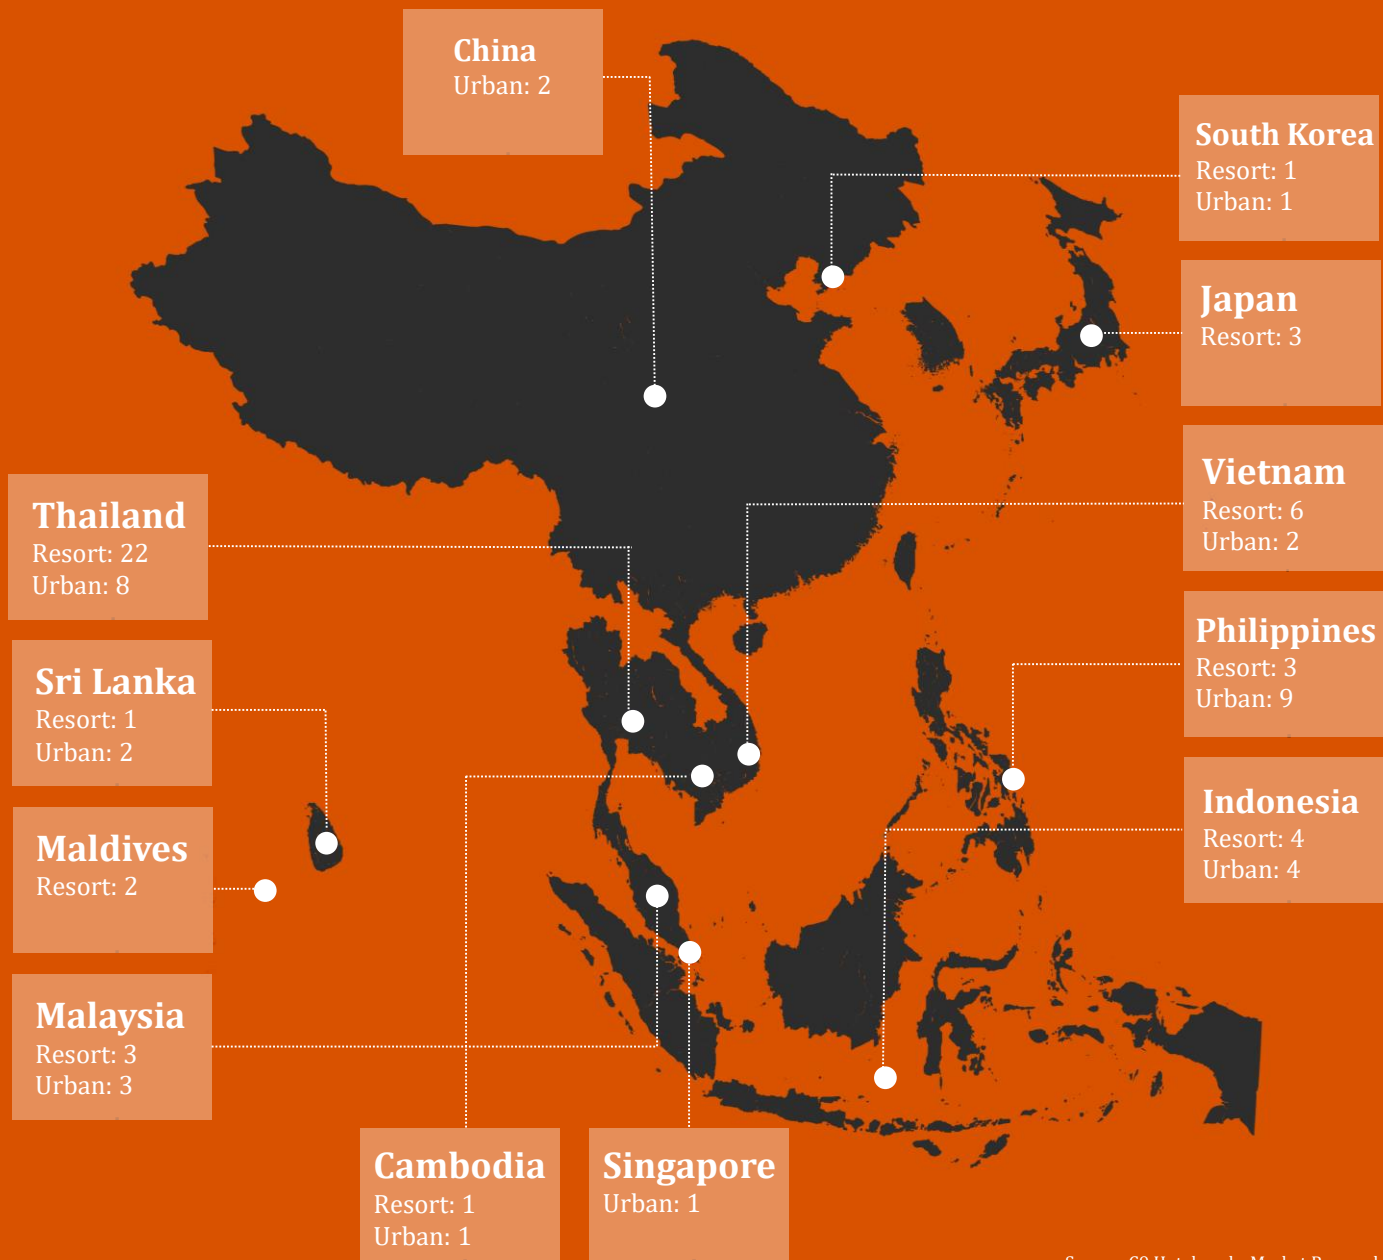 China
Urban: 2
South Korea
Resort: 1
Urban: 1
Japan
Resort: 3
Vietnam
Resort: 6
Urban: 2
Thailand
Resort: 22
Urban: 8
Philippines
Resort: 3
Urban: 9
Sri Lanka
Resort: 1
Urban: 2
Indonesia
Resort: 4
Urban: 4
Maldives
Resort: 2
Malaysia
Resort: 3
Urban: 3
Cambodia
Resort: 1
Urban: 1
Singapore
Urban: 1